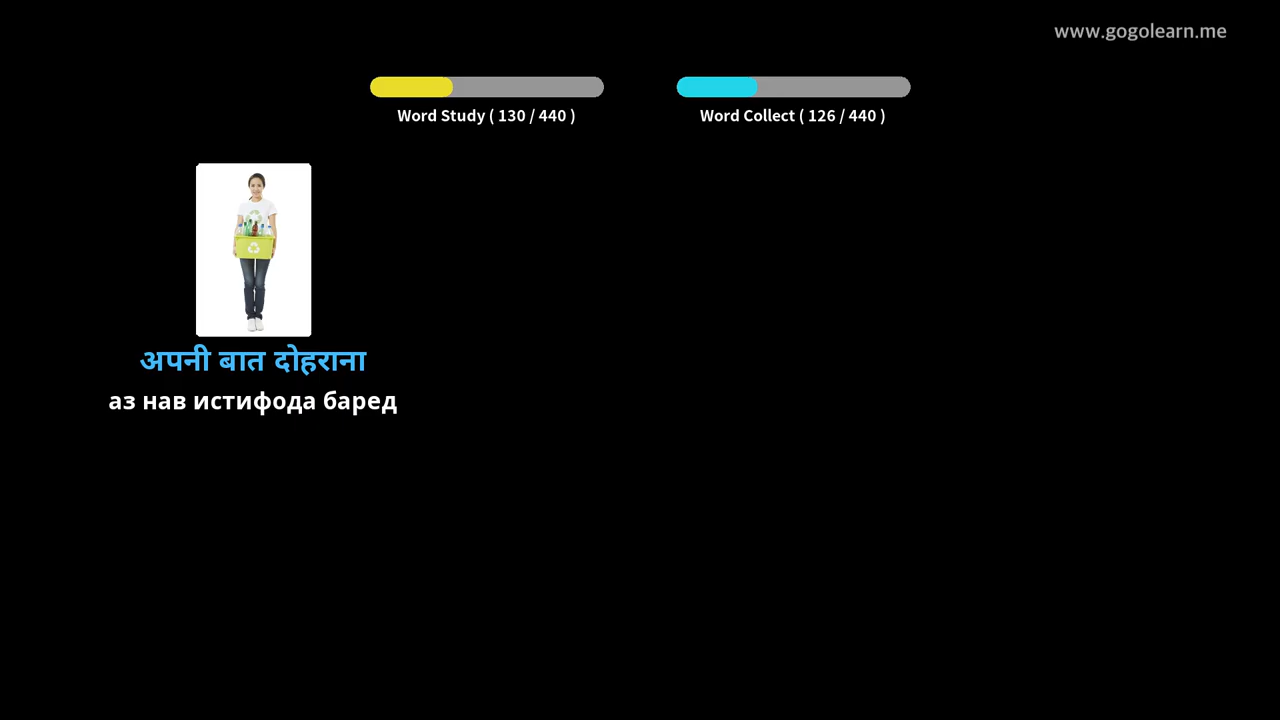 www.gogolearn.me
Word Study ( 130 / 440 )
Word Collect ( 126 / 440 )
अपनी बात दोहराना
аз нав истифода баред